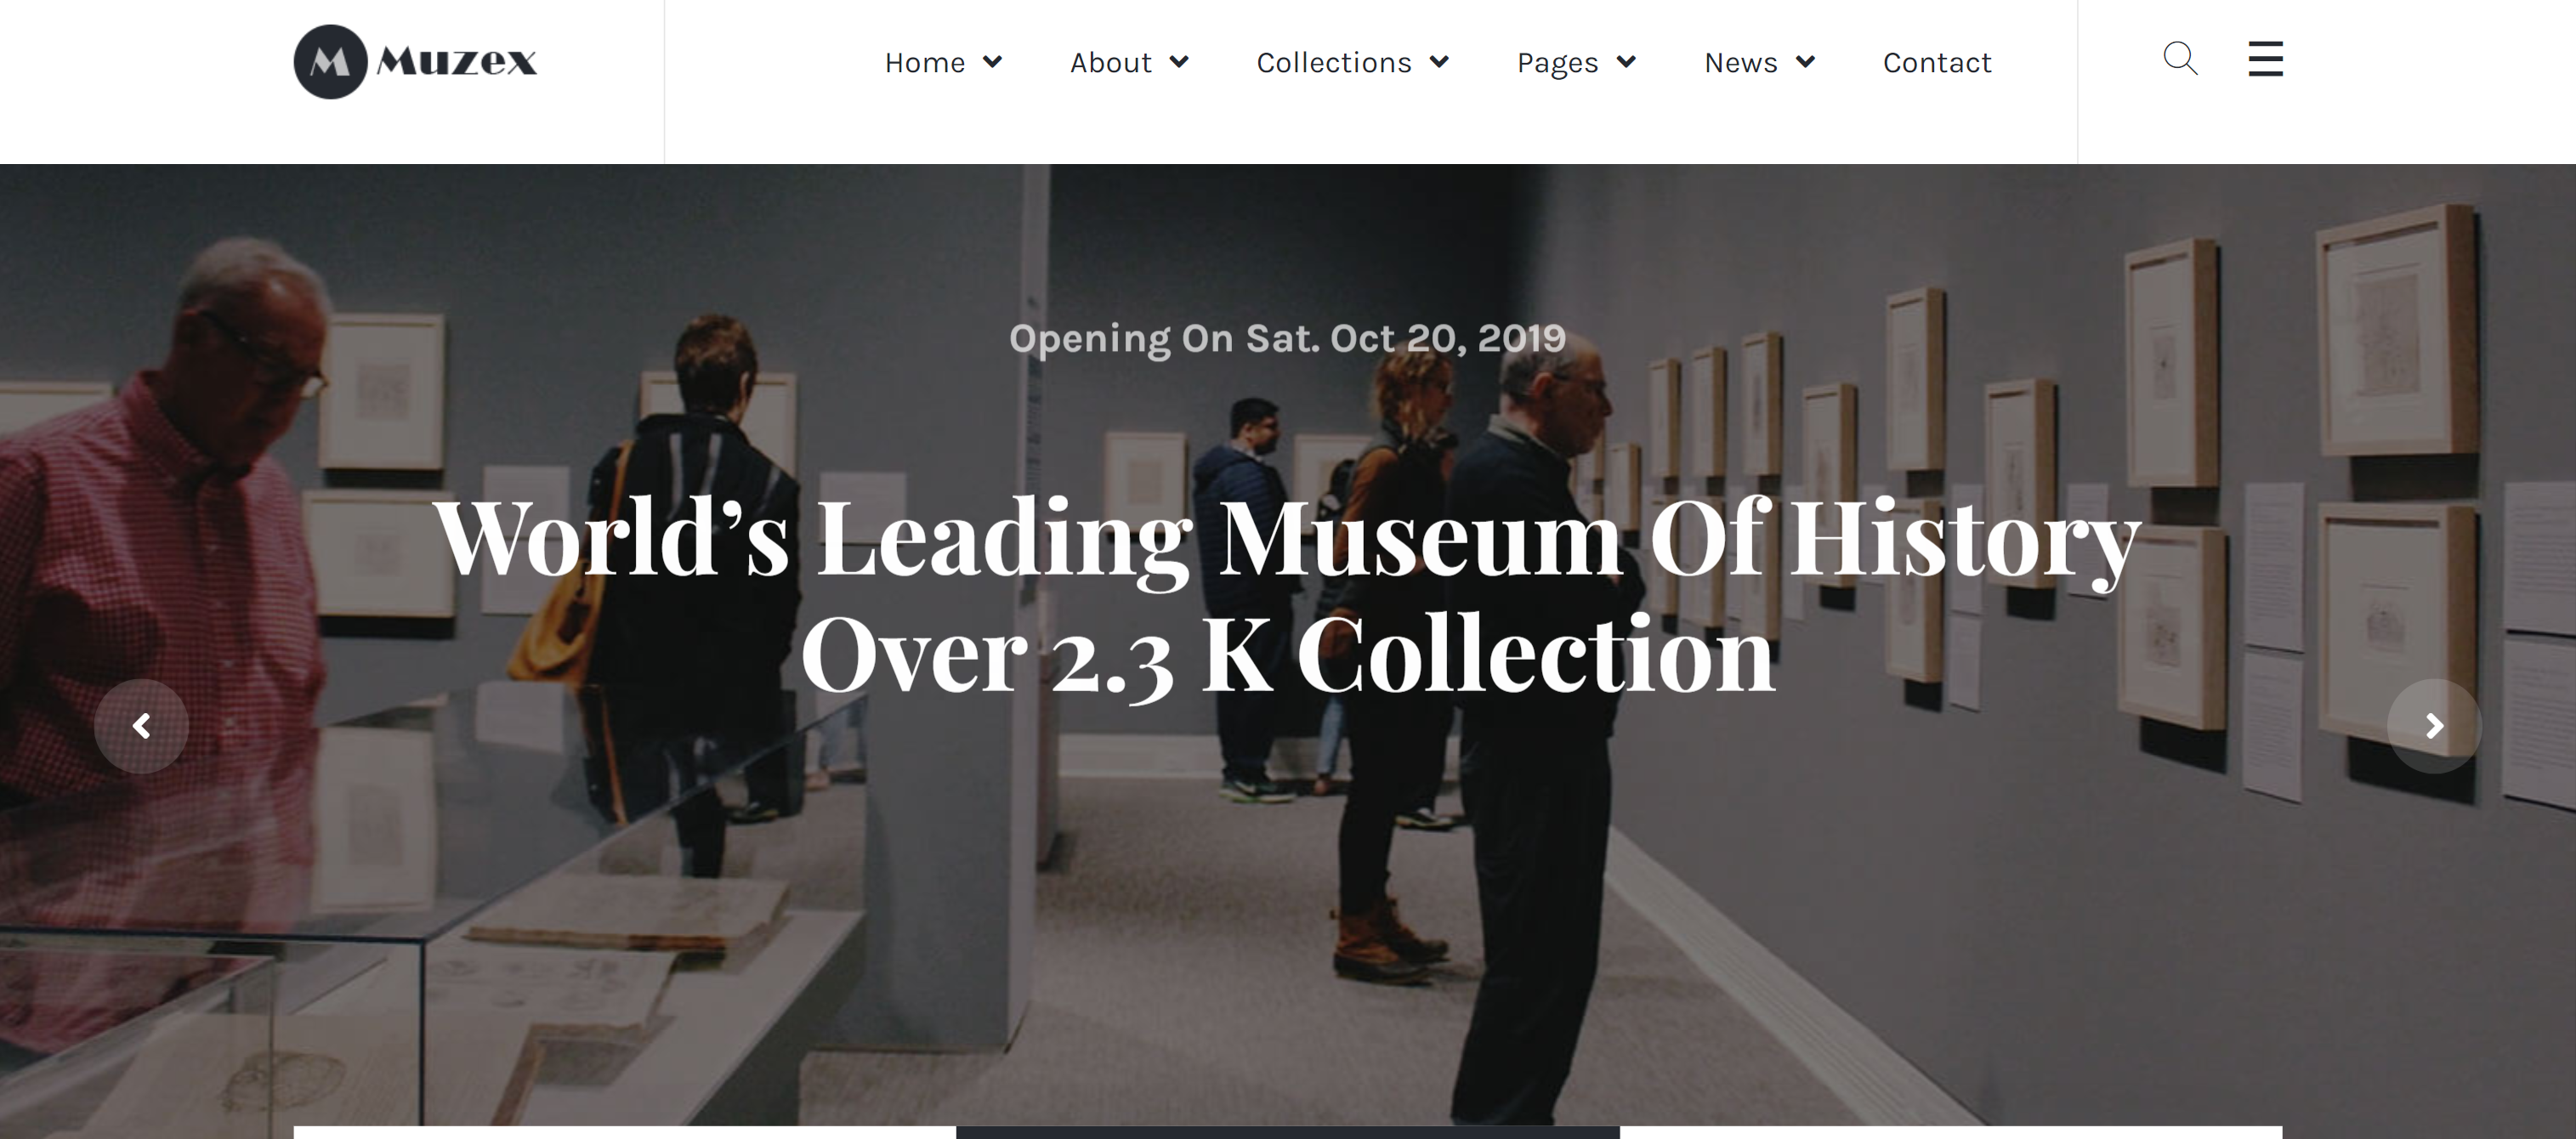 M Muzex
Home About Collections Pages News Contact
Opening On Sat. Oct 20, 2019
World’s Leading Museum Of History
Over 2.3 K Collection